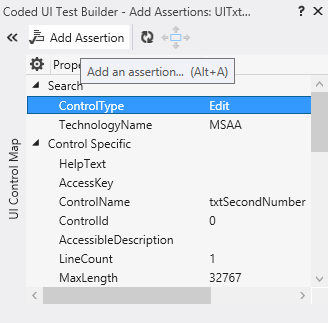 Coded UI Test Builder - Add Assertions: UITxt...
Add Assertion
Add an assertion... (Alt+A)
Search
ControlType Edit
TechnologyName MSAA
Control Specific
HelpText
AccessKey
ControlName txtSecondNumber
ControlId 0
AccessibleDescription
LineCount 1
MaxLength 32767
UI Control Map